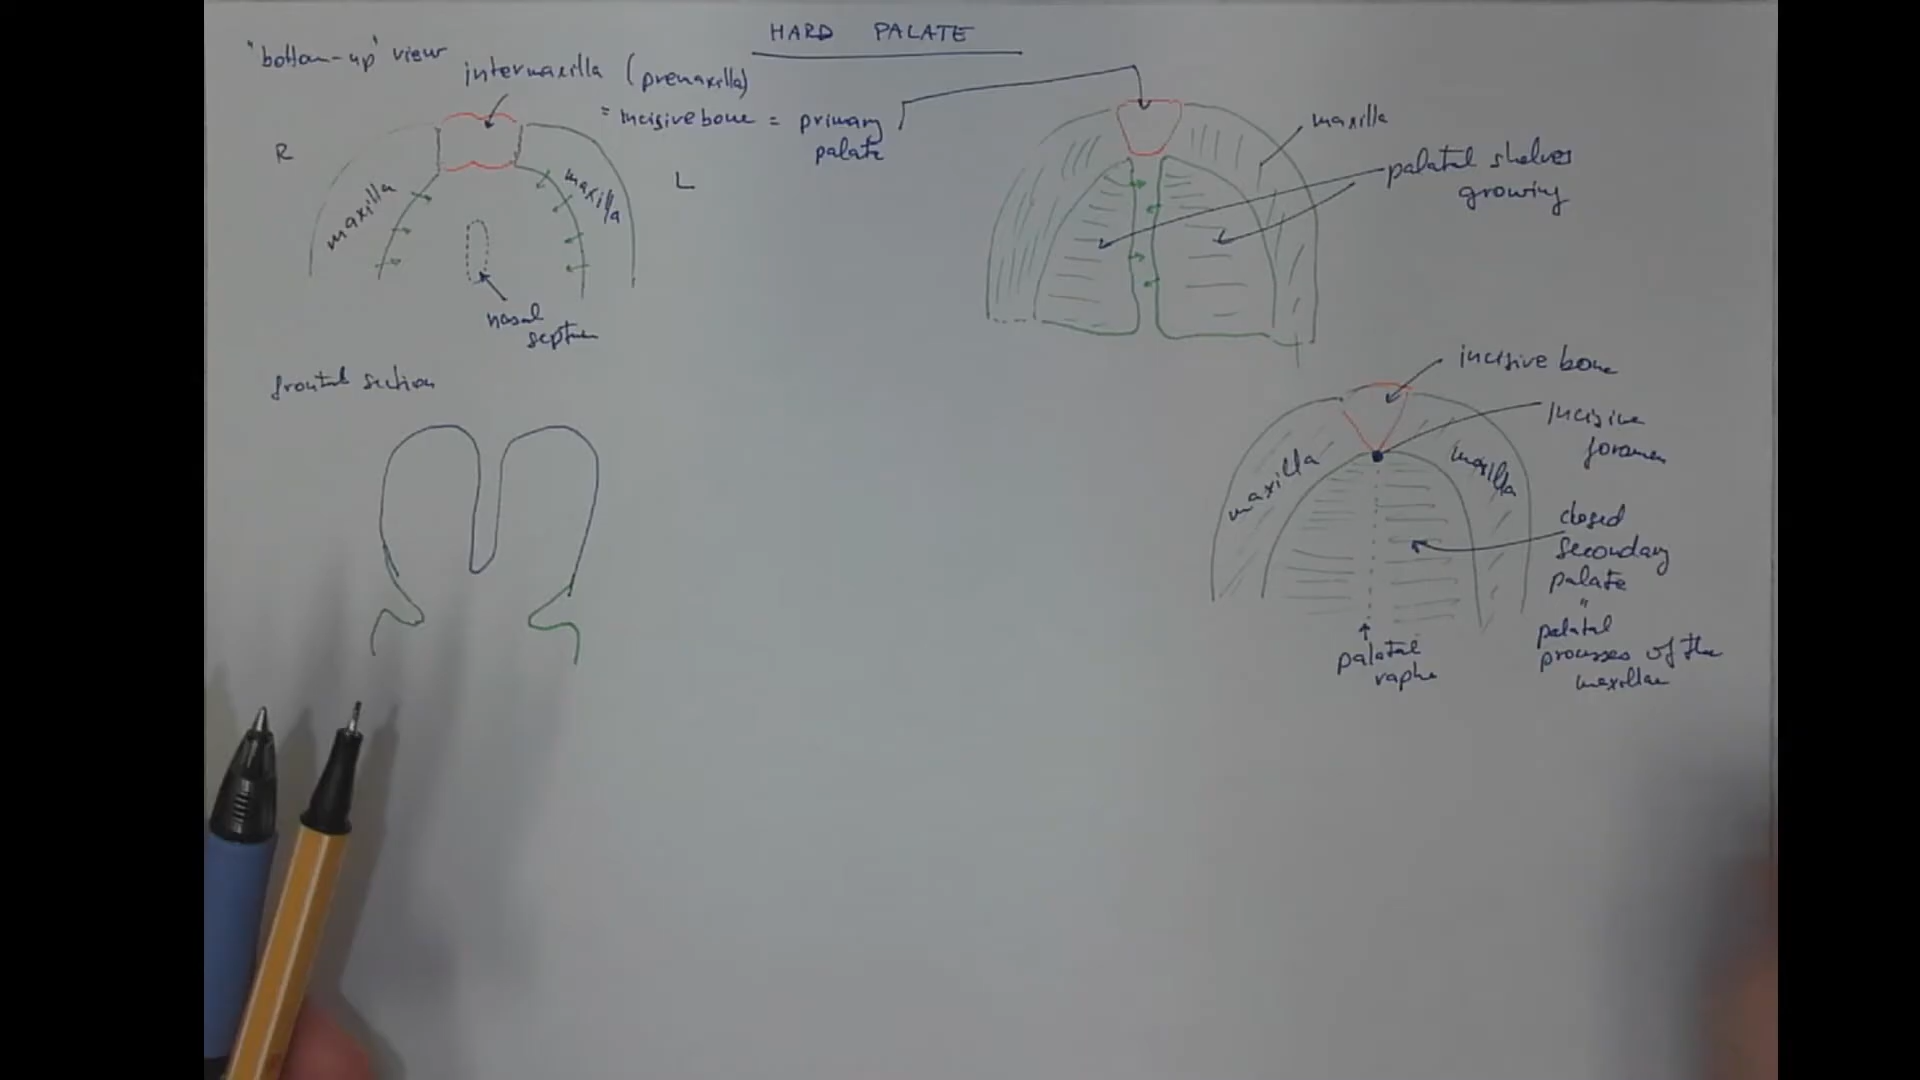 HARD PALATE
"bottom-up" view
intermaxilla (premaxilla)
= incisive bone = primary
palate
R
L
maxilla
maxilla
nasal
septum
maxilla
palatal shelves
growing
frontal section
incisive bone
incisive
foramen
maxilla
maxilla
closed
secondary
palate
"
palatal
processes of the
maxillae
palatal
raphe